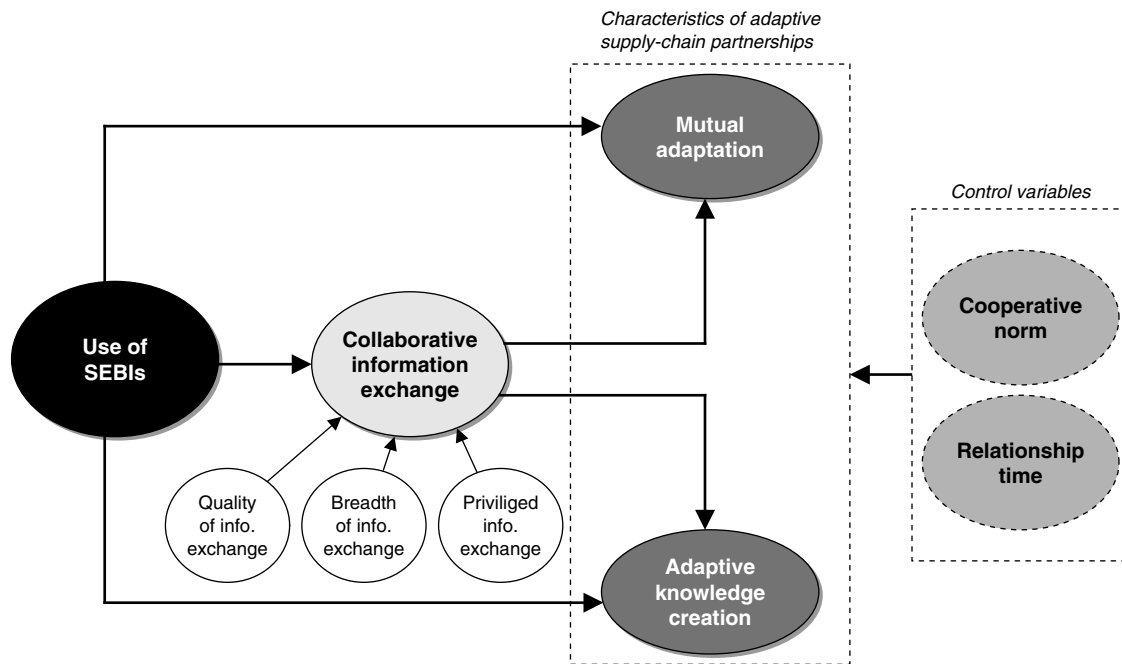 Characteristics of adaptive
supply-chain partnerships
Mutual
adaptation
Control variables
Cooperative
norm
Use of
SEBIs
Collaborative
information
exchange
Relationship
time
Quality
of info.
exchange
Breadth
of info.
exchange
Priviliged
info.
exchange
Adaptive
knowledge
creation